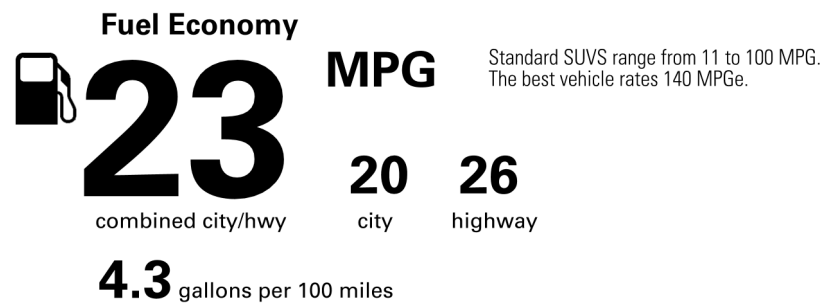 Fuel Economy
23
MPG
Standard SUVS range from 11 to 100 MPG.
The best vehicle rates 140 MPGe.
20 26
combined city/hwy city highway
4.3 gallons per 100 miles